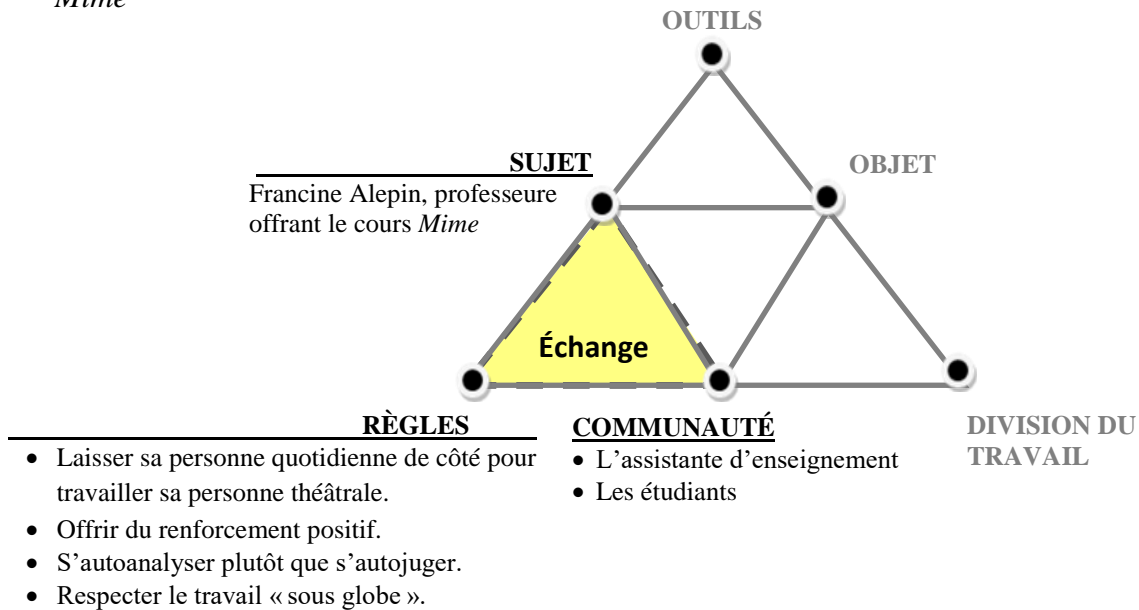 Mime
OUTILS
SUJET
OBJET
Francine Alepin, professeure
offrant le cours Mime
Échange
RÈGLES
COMMUNAUTÉ
DIVISION DU
TRAVAIL
• Laisser sa personne quotidienne de côté pour
travailler sa personne théâtrale.
• Offrir du renforcement positif.
• S’autoanalyser plutôt que s’autojuger.
• Respecter le travail « sous globe ».
• L’assistante d’enseignement
• Les étudiants